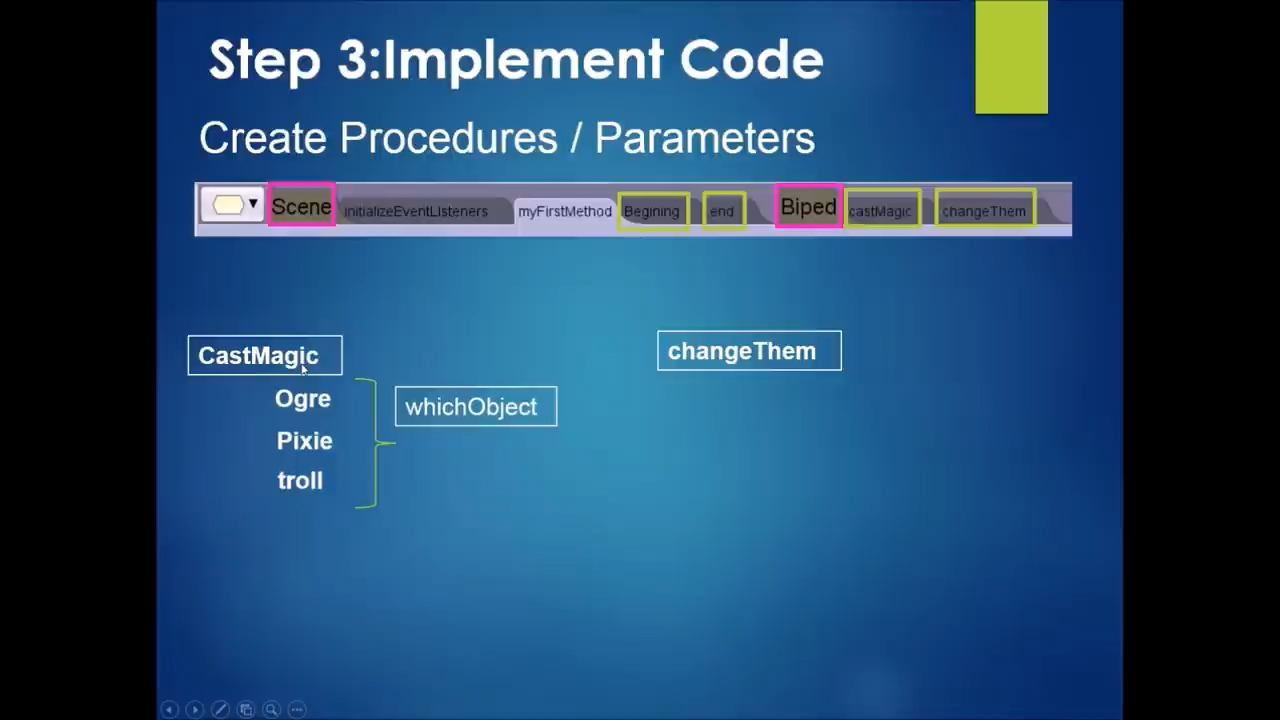 Step 3:Implement Code
Create Procedures / Parameters
Scene initializeEventListeners myFirstMethod Begining end Biped castMagic changeThem
CastMagic
changeThem
Ogre
whichObject
Pixie
troll